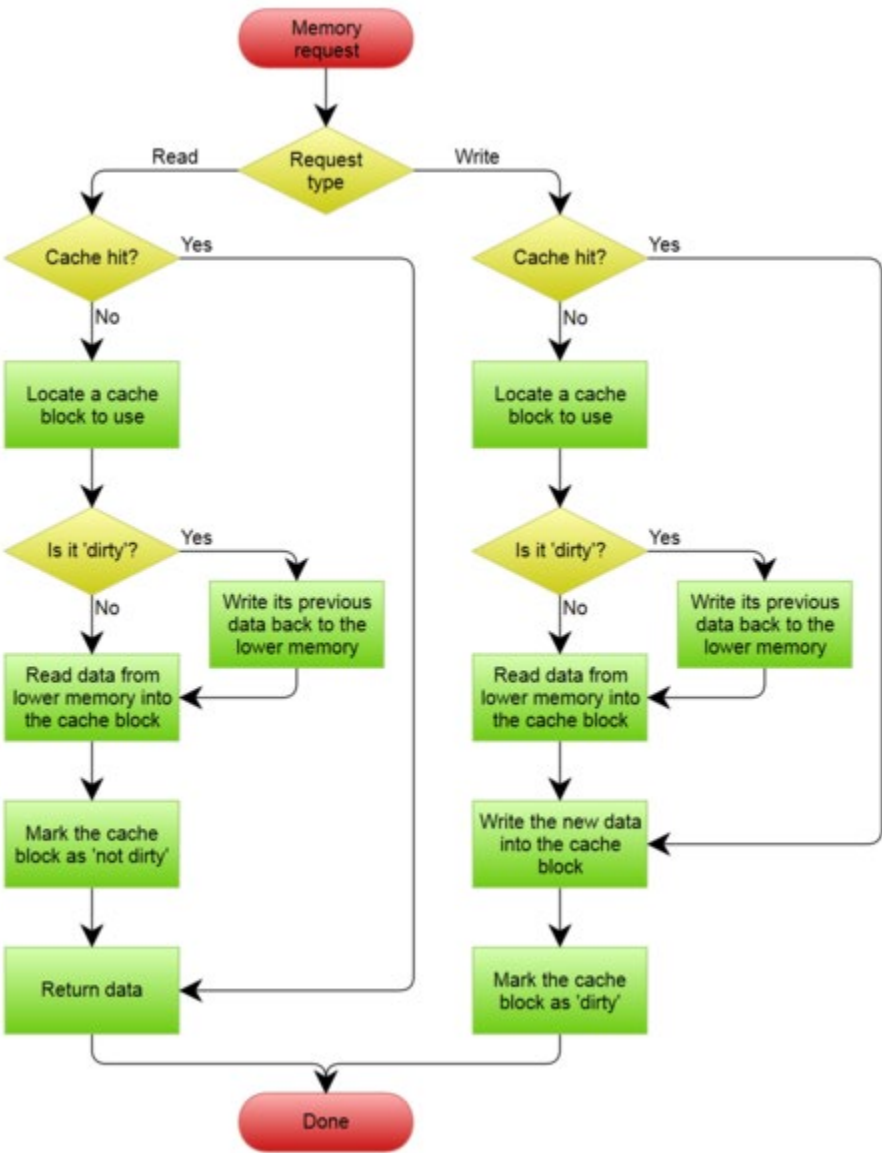 Memory
request
Request
type
Read
Write
Cache hit?
Yes
No
Locate a cache
block to use
Is it 'dirty'?
Yes
No
Write its previous
data back to the
lower memory
Read data from
lower memory into
the cache block
Mark the cache
block as 'not dirty'
Return data
Cache hit?
Yes
No
Locate a cache
block to use
Is it 'dirty'?
Yes
No
Write its previous
data back to the
lower memory
Read data from
lower memory into
the cache block
Write the new data
into the cache
block
Mark the cache
block as 'dirty'
Done